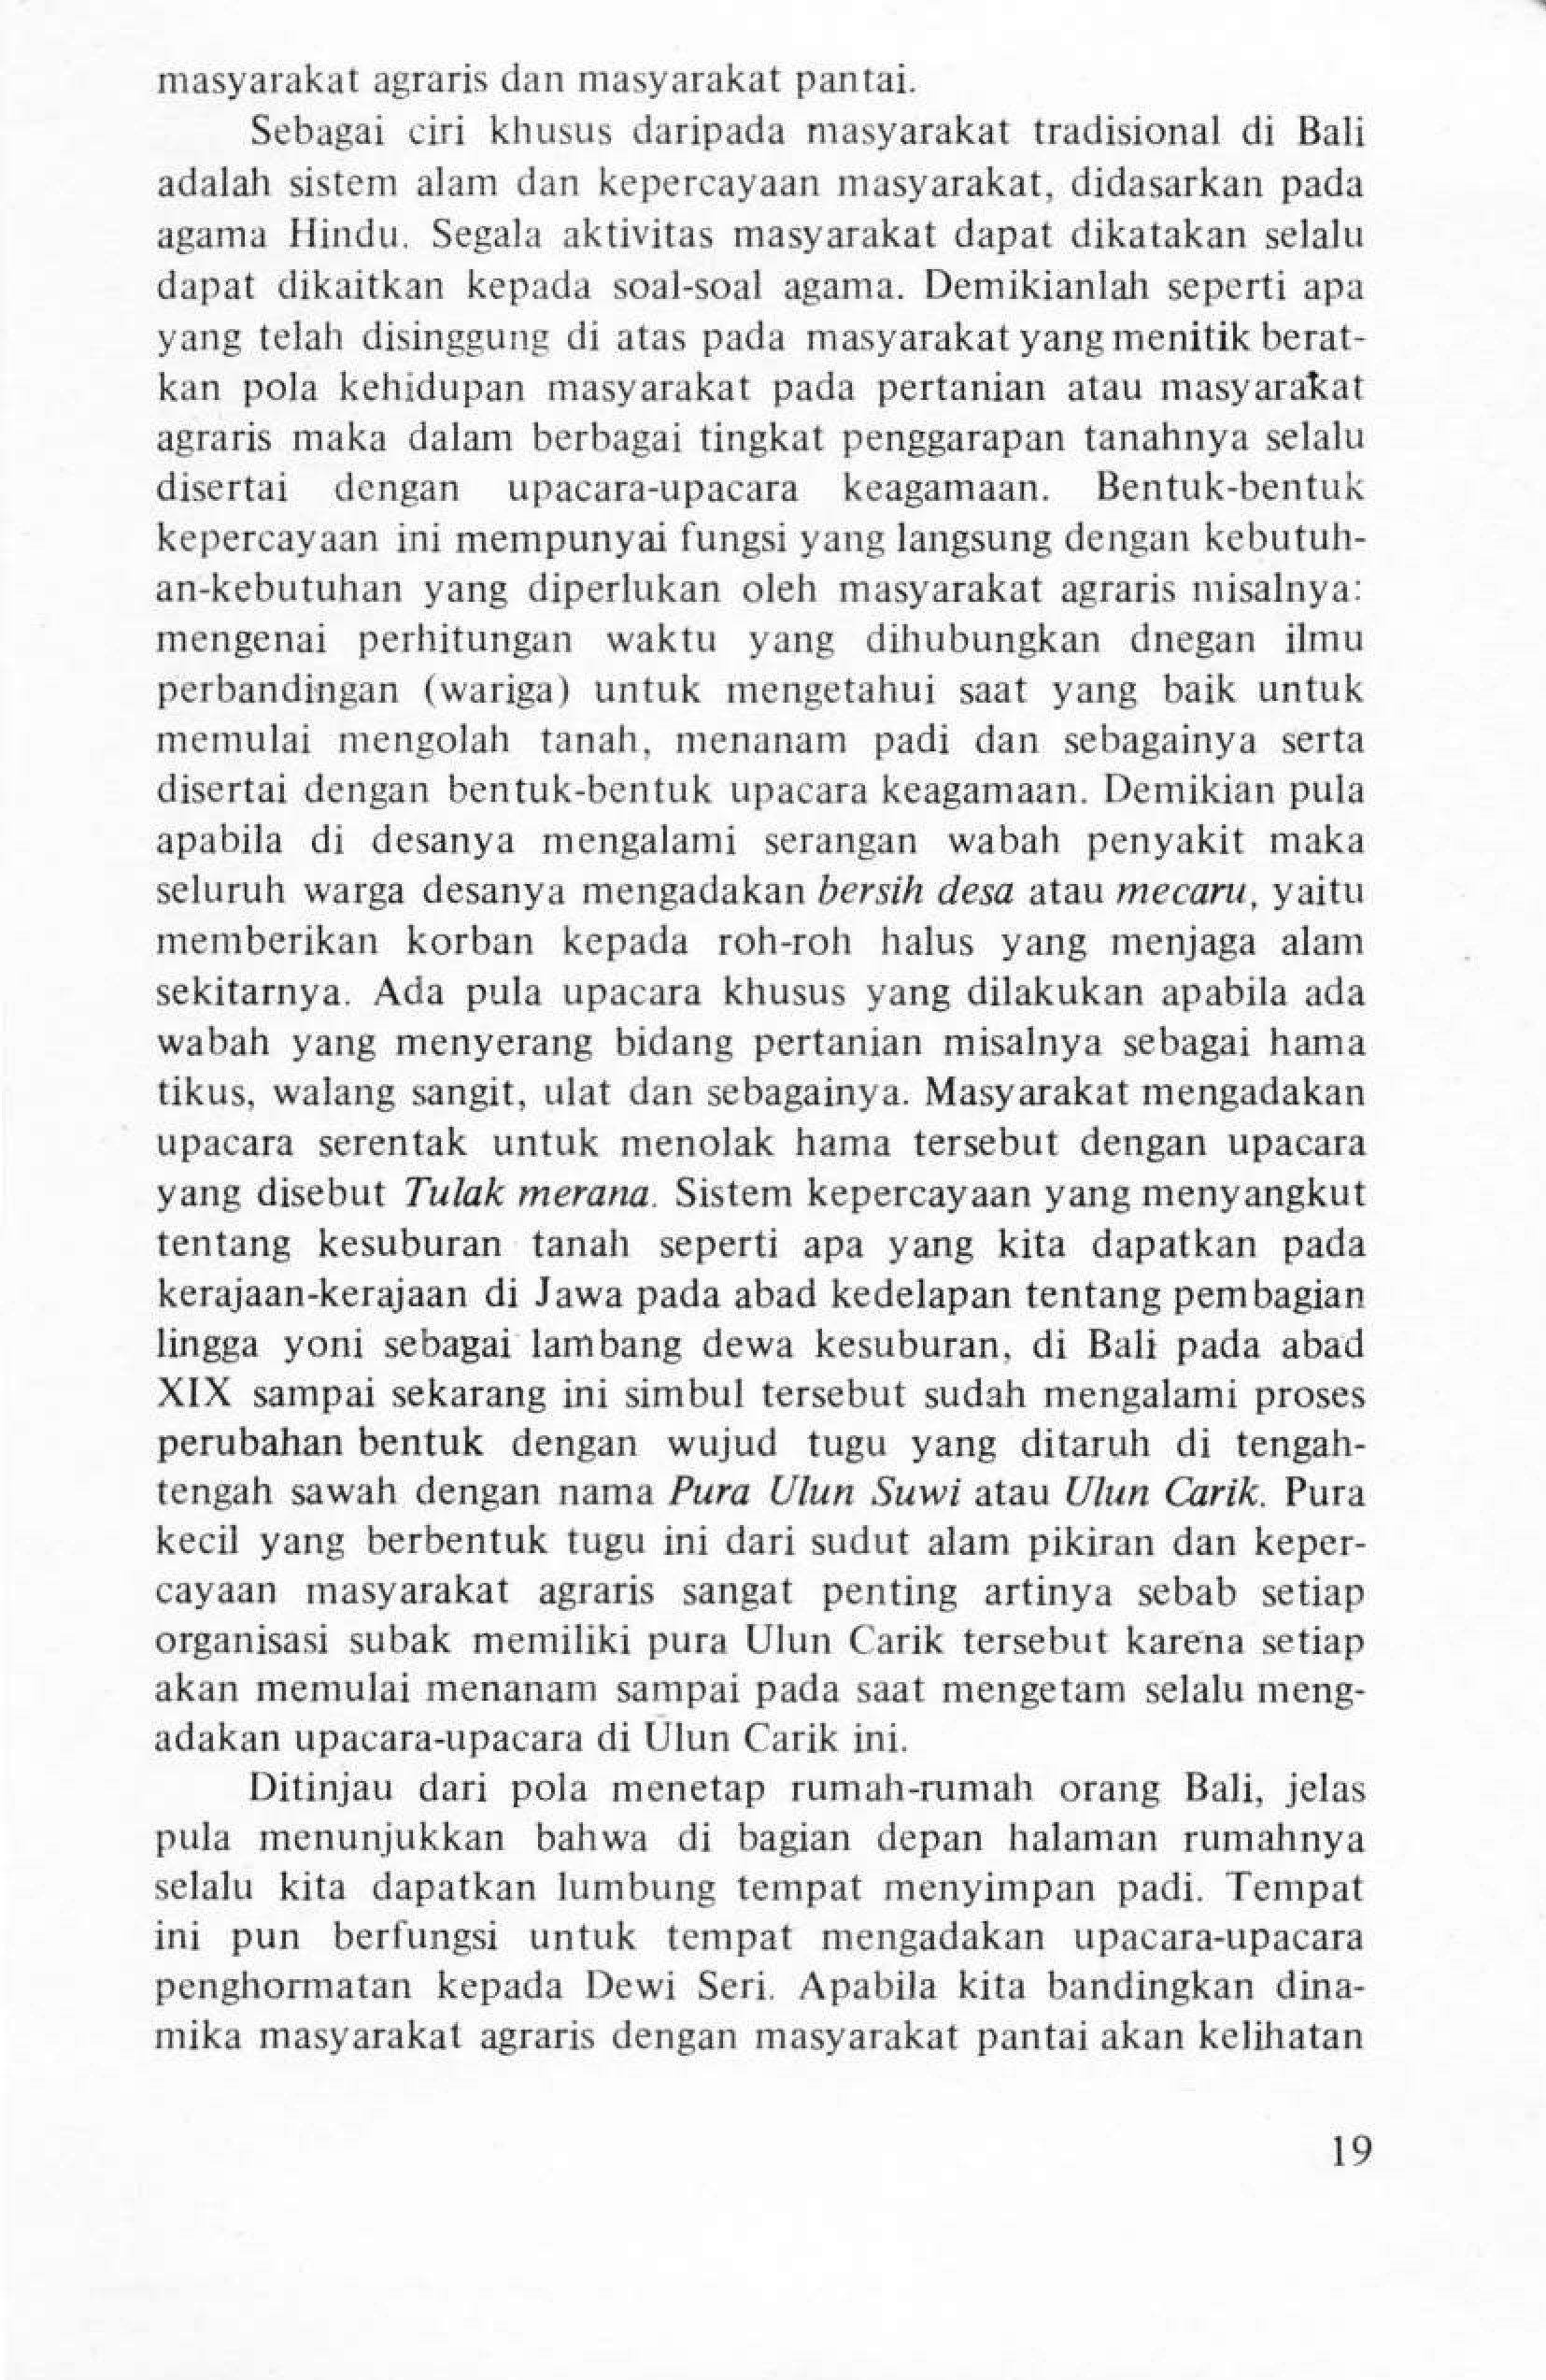 masyarakat agraris dan masyarakat pantai.
Sebagai ciri khusus daripada masyarakat tradisional di Bali
adalah sistem alam dan kepercayaan masyarakat, didasarkan pada
agama Hindu. Segala aktivitas masyarakat dapat dikatakan selalu
dapat dikaitkan kepada soal-soal agama. Demikianlah seperti apa
yang telah disinggung di atas pada masyarakat yang menitik berat-
kan pola kehidupan masyarakat pada pertanian atau masyarakat
agraris maka dalam berbagai tingkat penggarapan tanahnya selalu
disertai dengan upacara-upacara keagamaan. Bentuk-bentuk
kepercayaan ini mempunyai fungsi yang langsung dengan kebutuh-
an-kebutuhan yang diperlukan oleh masyarakat agraris misalnya:
mengenai perhitungan waktu yang dihubungkan dnegan ilmu
perbandingan (wariga) untuk mengetahui saat yang baik untuk
memulai mengolah tanah, menanam padi dan sebagainya serta
disertai dengan bentuk-bentuk upacara keagamaan. Demikian pula
apabila di desanya mengalami serangan wabah penyakit maka
seluruh warga desanya mengadakan bersih desa atau mecaru, yaitu
memberikan korban kepada roh-roh halus yang menjaga alam
sekitarnya. Ada pula upacara khusus yang dilakukan apabila ada
wabah yang menyerang bidang pertanian misalnya sebagai hama
tikus, walang sangit, ulat dan sebagainya. Masyarakat mengadakan
upacara serentak untuk menolak hama tersebut dengan upacara
yang disebut Tulak merana. Sistem kepercayaan yang menyangkut
tentang kesuburan tanah seperti apa yang kita dapatkan pada
kerajaan-kerajaan di Jawa pada abad kedelapan tentang pembagian
lingga yoni sebagai lambang dewa kesuburan, di Bali pada abad
XIX sampai sekarang ini simbul tersebut sudah mengalami proses
perubahan bentuk dengan wujud tugu yang ditaruh di tengah-
tengah sawah dengan nama Pura Ulun Suwi atau Ulun Carik. Pura
kecil yang berbentuk tugu ini dari sudut alam pikiran dan keper-
cayaan masyarakat agraris sangat penting artinya sebab setiap
organisasi subak memiliki pura Ulun Carik tersebut karena setiap
akan memulai menanam sampai pada saat mengetam selalu meng-
adakan upacara-upacara di Ulun Carik ini.
Ditinjau dari pola menetap rumah-rumah orang Bali, jelas
pula menunjukkan bahwa di bagian depan halaman rumahnya
selalu kita dapatkan lumbung tempat menyimpan padi. Tempat
ini pun berfungsi untuk tempat mengadakan upacara-upacara
penghormatan kepada Dewi Seri. Apabila kita bandingkan dina-
mika masyarakat agraris dengan masyarakat pantai akan kelihatan
19